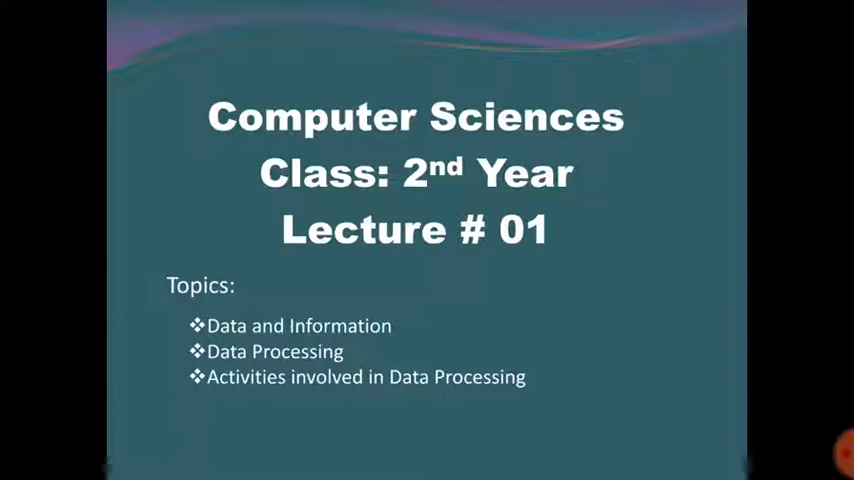 Computer Sciences
Class: 2nd Year
Lecture # 01
Topics:
❖Data and Information
❖Data Processing
❖Activities involved in Data Processing